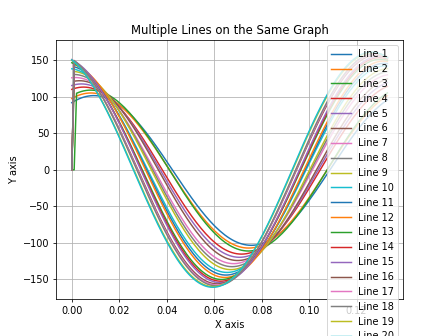 Multiple Lines on the Same Graph
Y axis
150
100
50
0
−50
−100
−150
0.00
0.02
0.04
0.06
0.08
0.10
X axis
Line 1
Line 2
Line 3
Line 4
Line 5
Line 6
Line 7
Line 8
Line 9
Line 10
Line 11
Line 12
Line 13
Line 14
Line 15
Line 16
Line 17
Line 18
Line 19
Line 20